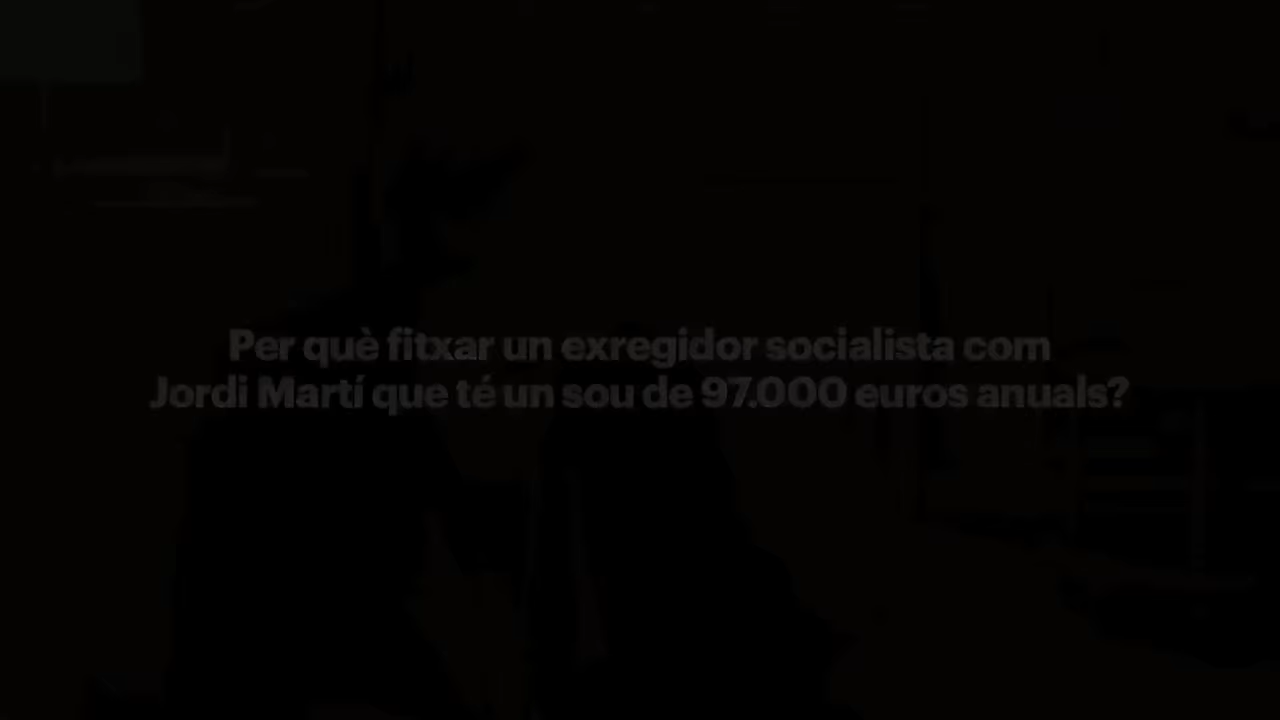 Per què fitxar un exregidor socialista com
Jordi Martí que té un sou de 97.000 euros anuals?